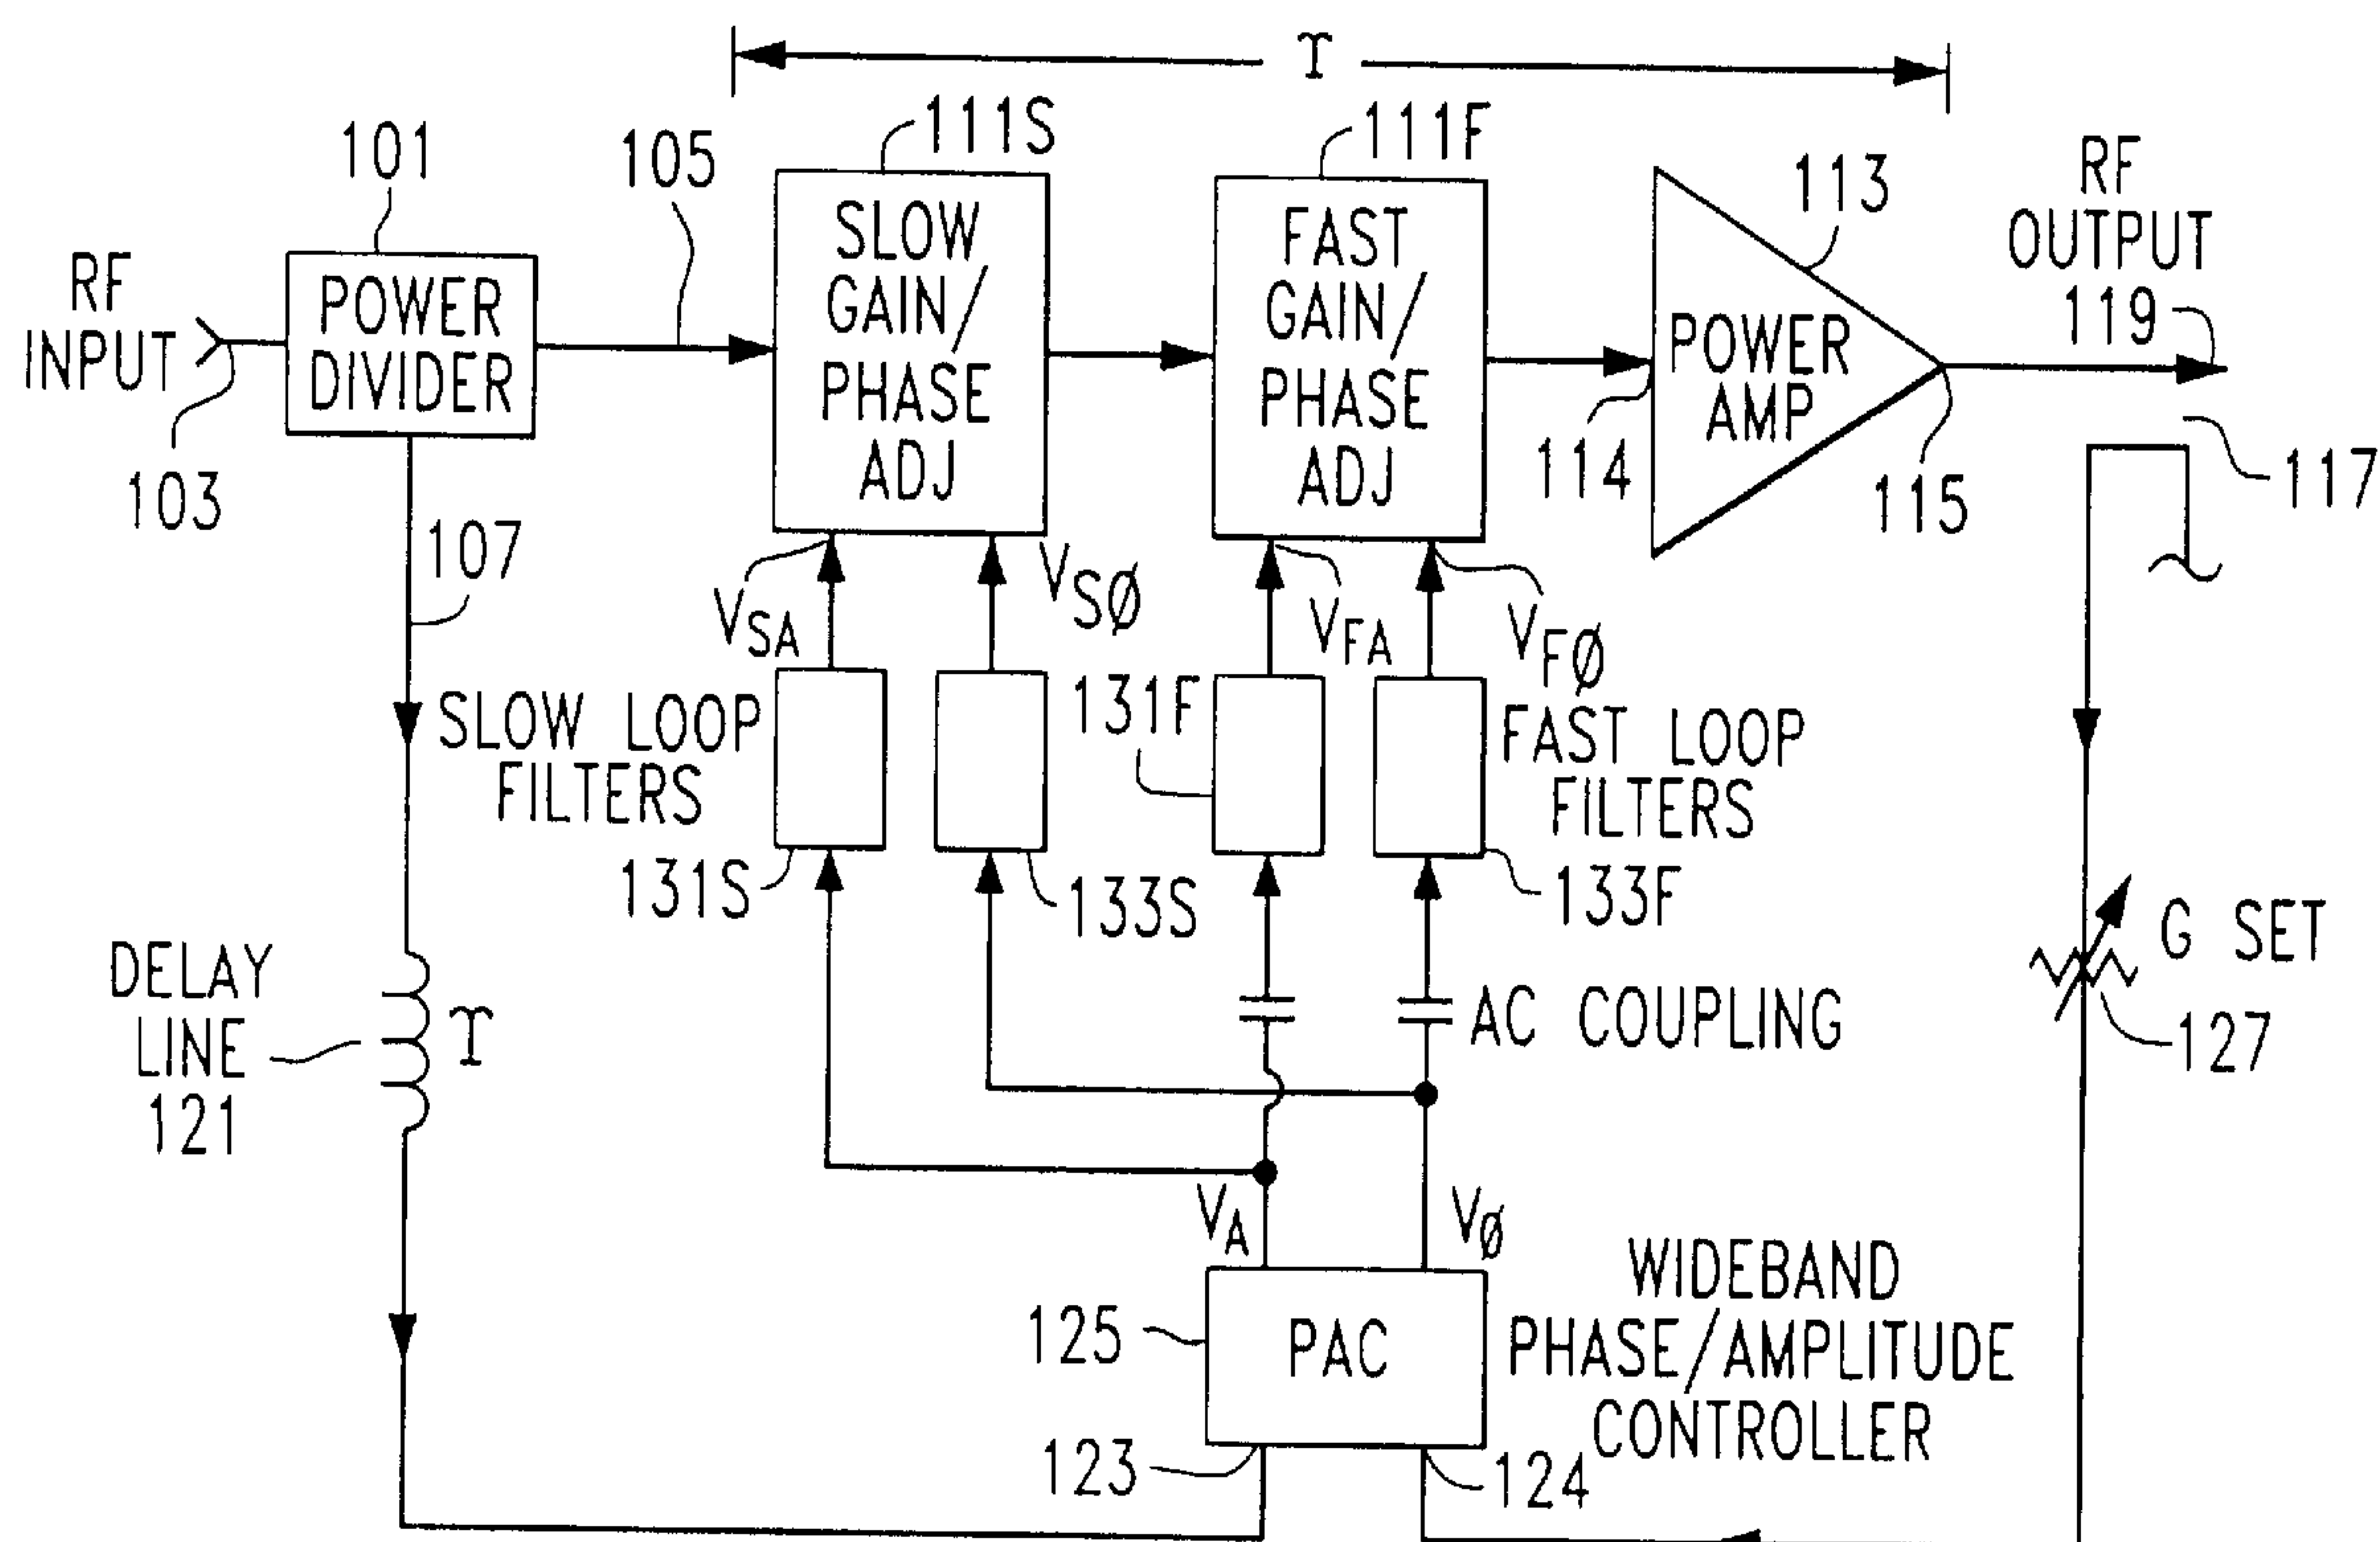 T
111S
111F
101
105
113
RF
OUTPUT
119
RF
INPUT
POWER
DIVIDER
SLOW
GAIN/
PHASE
ADJ
FAST
GAIN/
PHASE
ADJ
POWER
AMP
103
114
115
117
107
VSA
VSØ
VFA
VFØ
SLOW LOOP
FILTERS
131F
FAST LOOP
FILTERS
131S
133S
133F
G SET
127
DELAY
LINE
121
T
AC COUPLING
VA
VØ
125
PAC
WIDEBAND
PHASE/AMPLITUDE
CONTROLLER
123
124